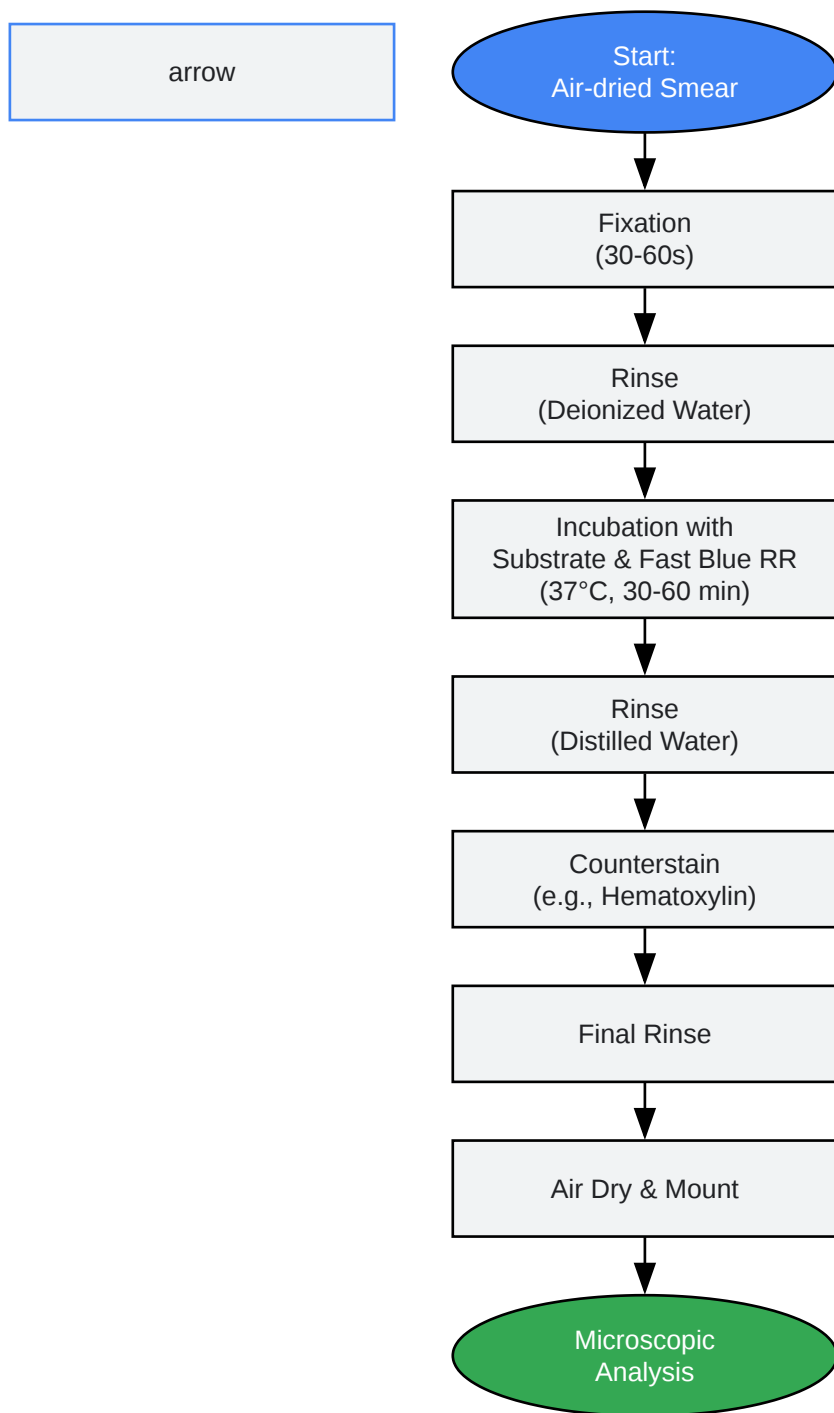 arrow
Start:
Air-dried Smear
Fixation
(30-60s)
Rinse
(Deionized Water)
Incubation with
Substrate & Fast Blue RR
(37°C, 30-60 min)
Rinse
(Distilled Water)
Counterstain
(e.g., Hematoxylin)
Final Rinse
Air Dry & Mount
Microscopic
Analysis